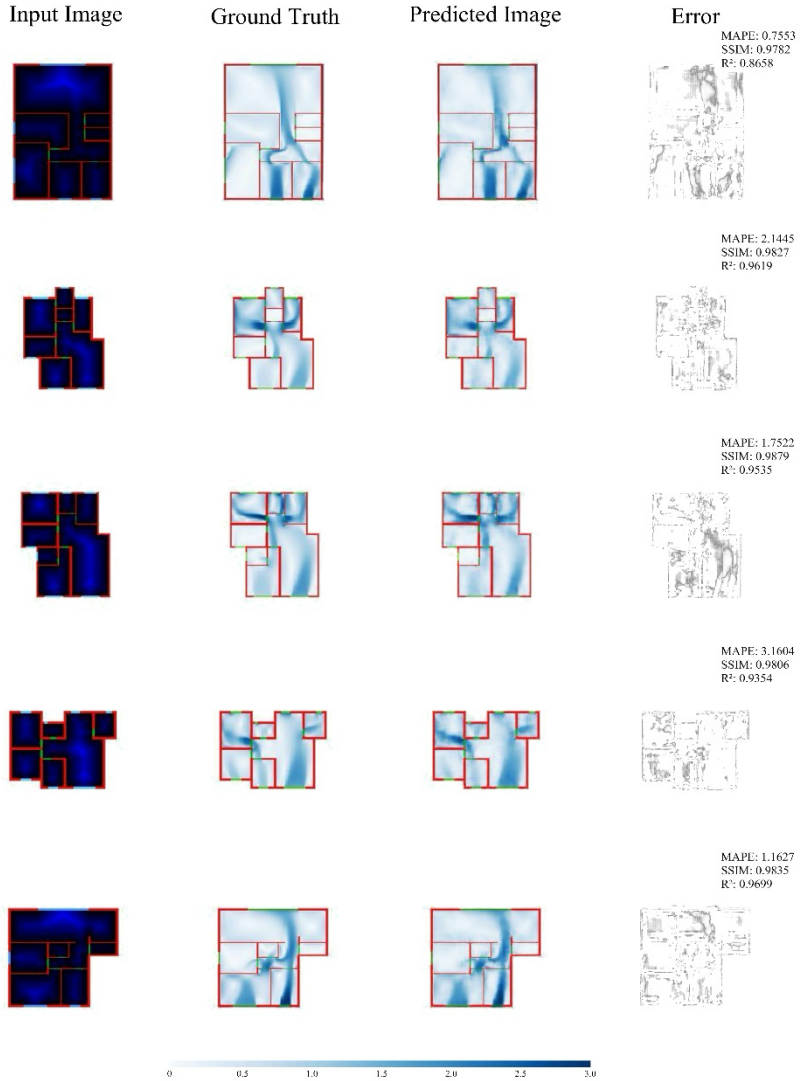 Input Image Ground Truth Predicted Image Error
MAPE: 0.7553
SSIM: 0.9782
R²: 0.8658
MAPE: 2.1445
SSIM: 0.9827
R²: 0.9619
MAPE: 1.7522
SSIM: 0.9879
R²: 0.9535
MAPE: 3.1604
SSIM: 0.9806
R²: 0.9354
MAPE: 1.1627
SSIM: 0.9835
R²: 0.9699
0 0.5 1.0 1.5 2.0 2.5 3.0